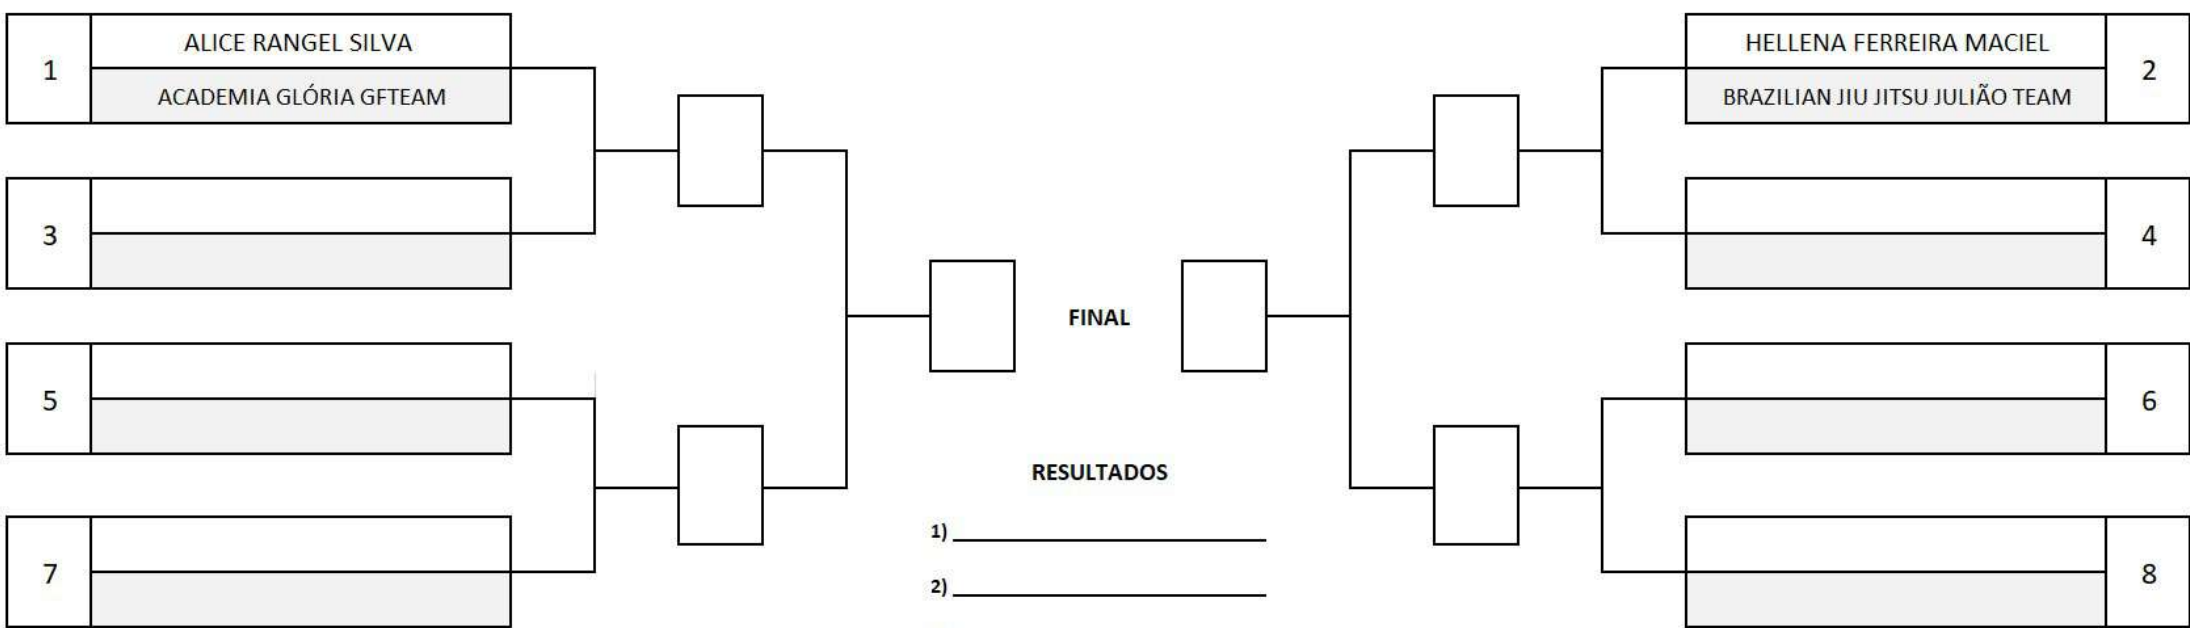 1
ALICE RANGEL SILVA
ACADEMIA GLÓRIA GFTEAM
HELLENA FERREIRA MACIEL
BRAZILIAN JIU JITSU JULIÃO TEAM
2
3
4
FINAL
5
6
RESULTADOS
1)
7
8
2)